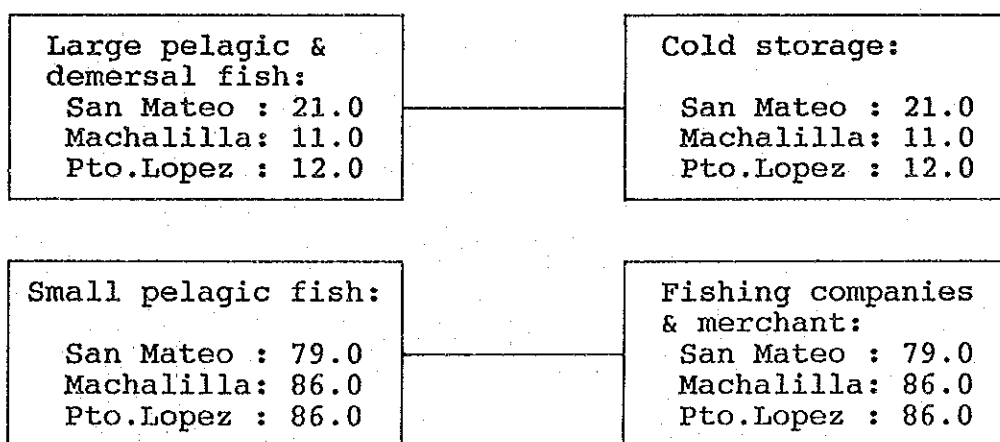 Large pelagic &
demersal fish:
San Mateo : 21.0
Machalilla: 11.0
Pto.Lopez : 12.0
Cold storage:
San Mateo : 21.0
Machalilla: 11.0
Pto.Lopez : 12.0
Small pelagic fish:
San Mateo : 79.0
Machalilla: 86.0
Pto.Lopez : 86.0
Fishing companies
& merchant:
San Mateo : 79.0
Machalilla: 86.0
Pto.Lopez : 86.0